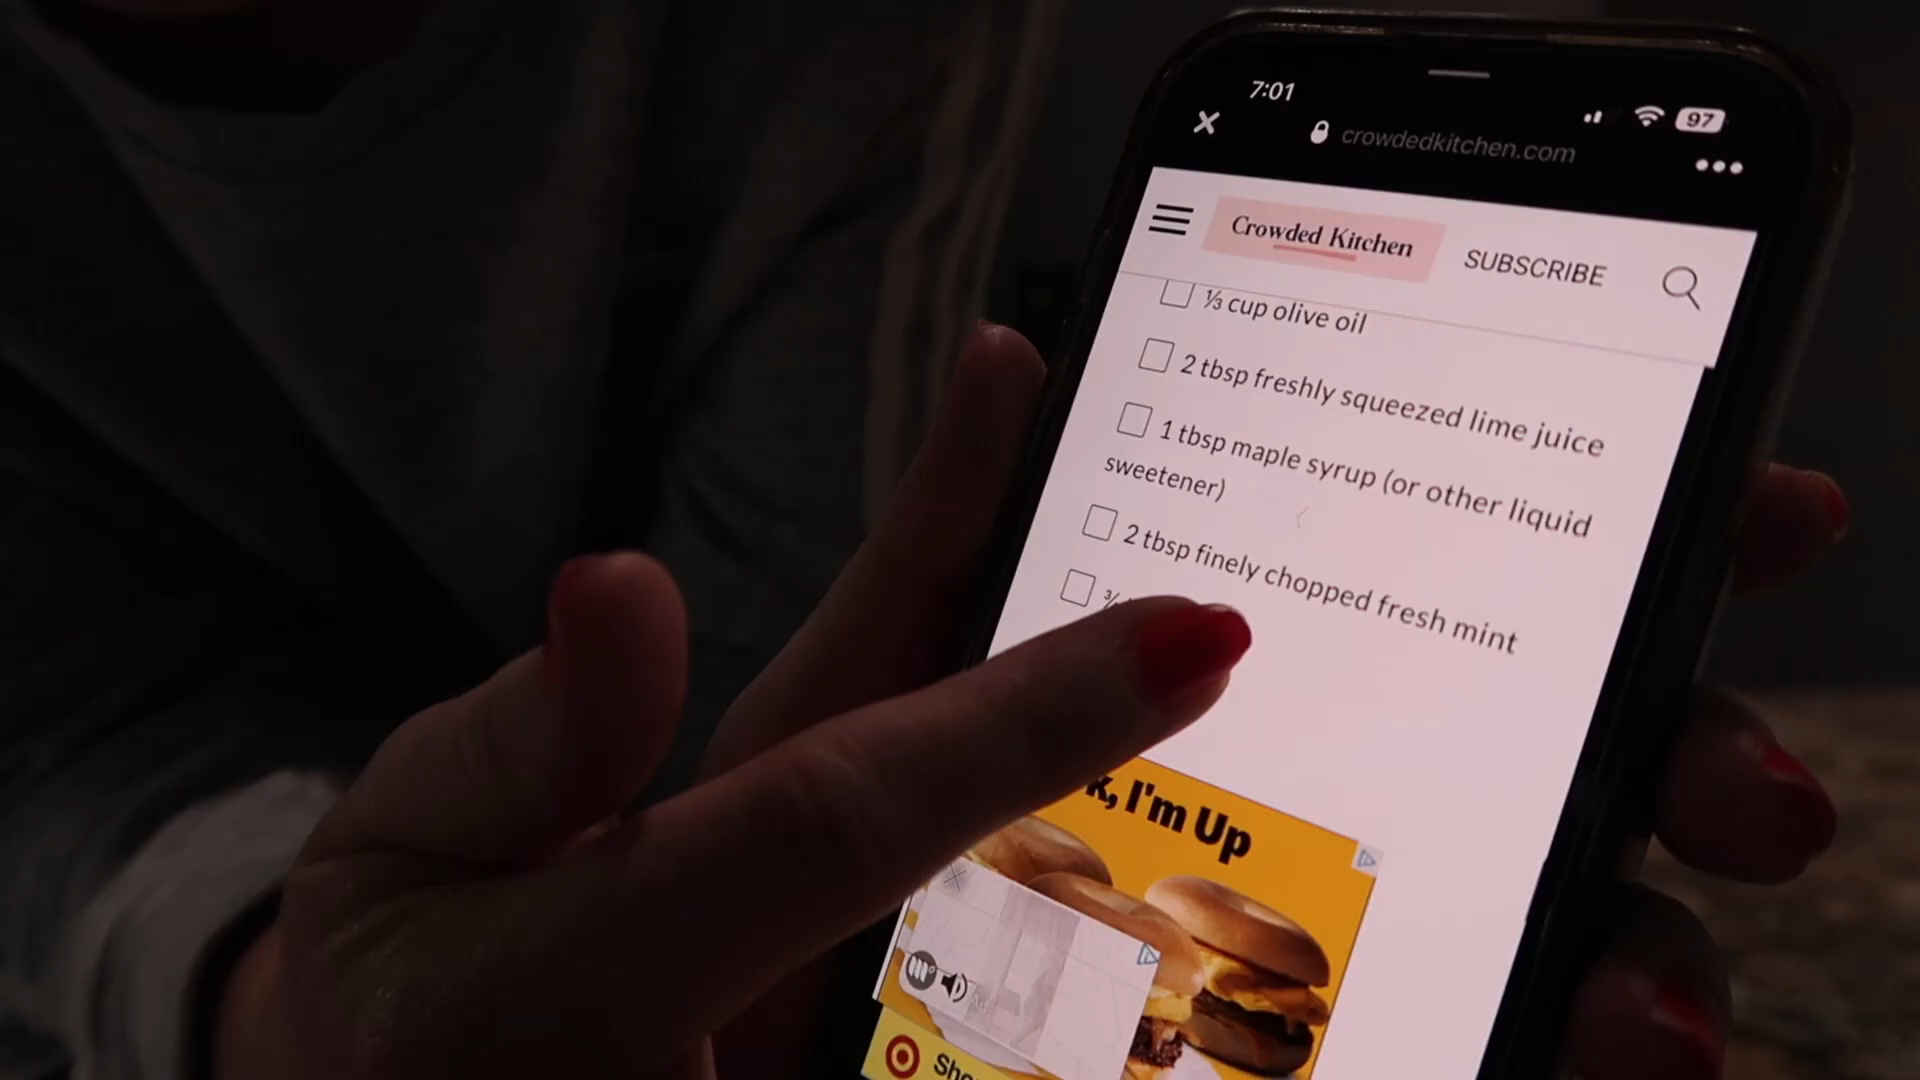 7:01
97
crowdedkitchen.com
Crowded Kitchen
SUBSCRIBE
⅓ cup olive oil
2 tbsp freshly squeezed lime juice
1 tbsp maple syrup (or other liquid
sweetener)
2 tbsp finely chopped fresh mint
k, I'm Up
Ad